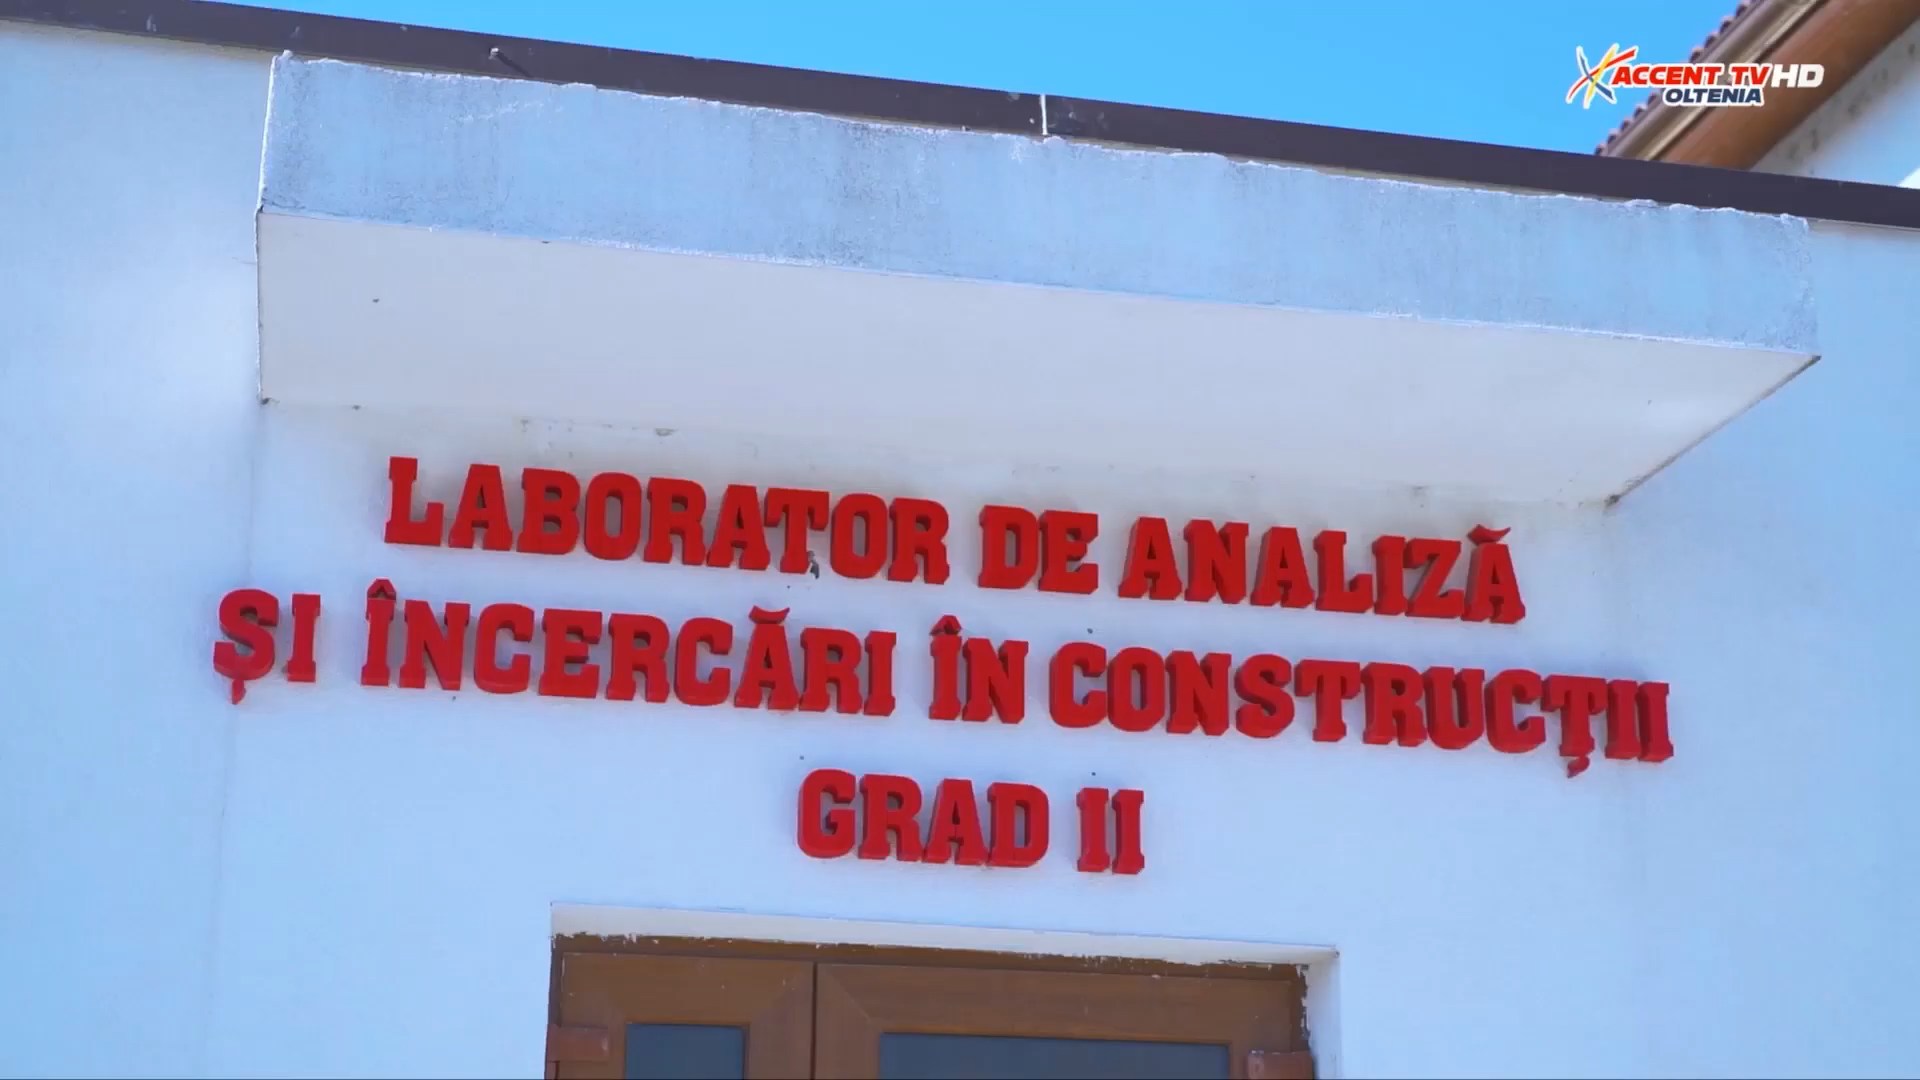 ACCENT TV HD
OLTENIA
LABORATOR DE ANALIZĂ
ȘI ÎNCERCĂRI ÎN CONSTRUCȚII
GRAD II